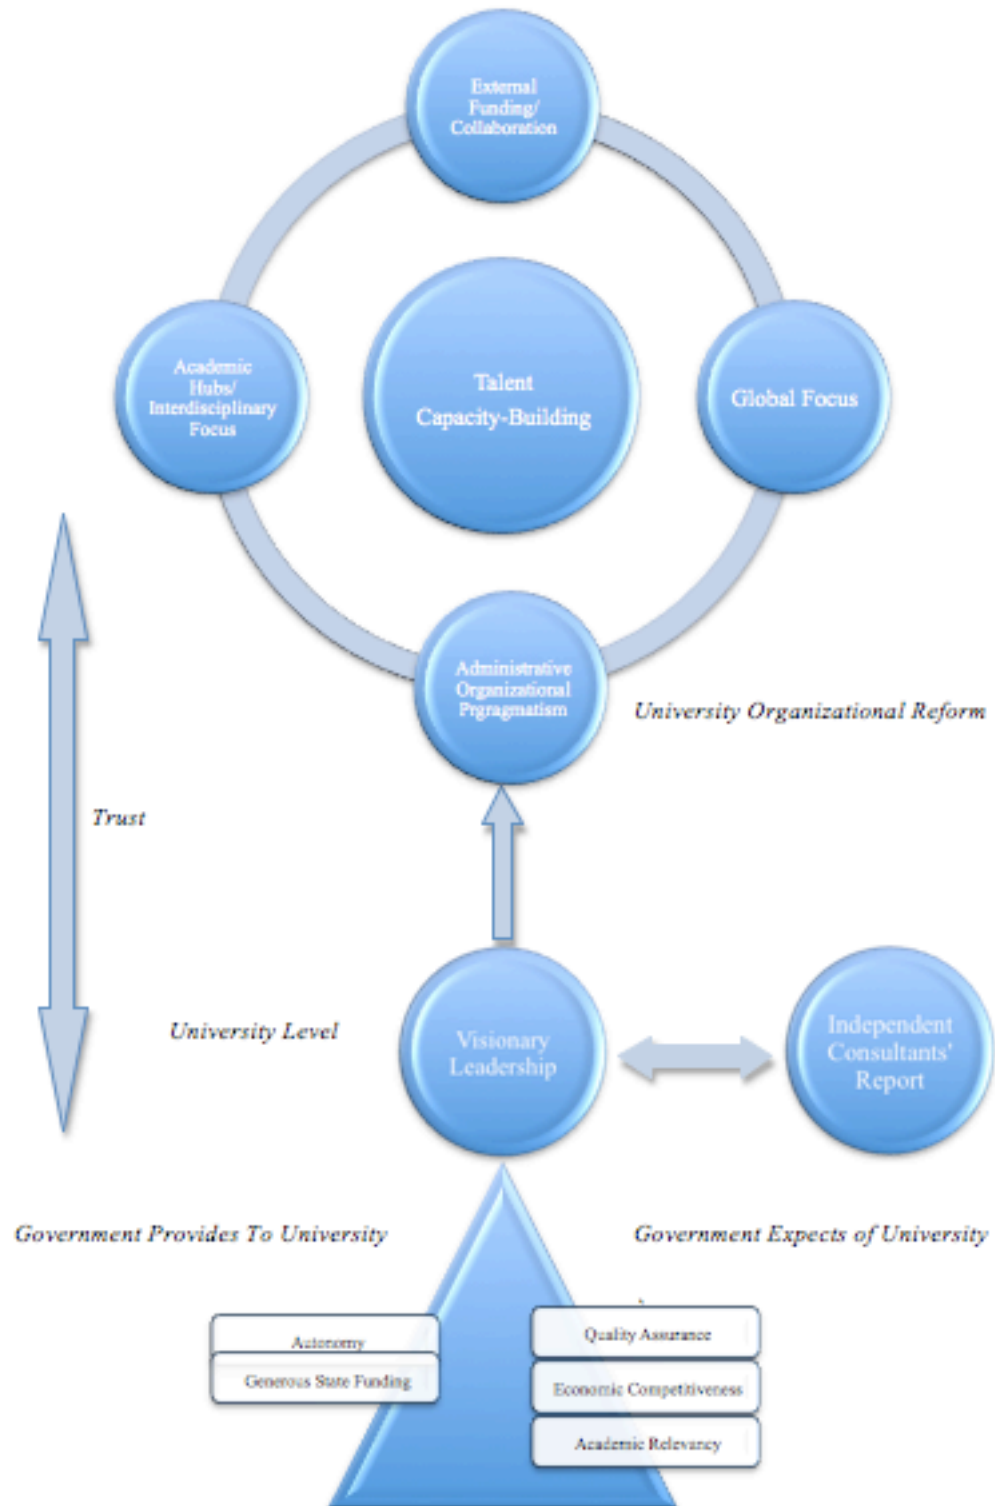 External
Funding/
Collaboration
Academic
Hubs/
Interdisciplinary
Focus
Talent
Capacity-Building
Global Focus
Administrative
Organizational
Prgragmatism
University Organizational Reform
Trust
University Level
Visionary
Leadership
Independent
Consultants'
Report
Government Provides To University
Government Expects of University
Autonomy
Generous State Funding
Quality Assurance
Economic Competitiveness
Academic Relevancy